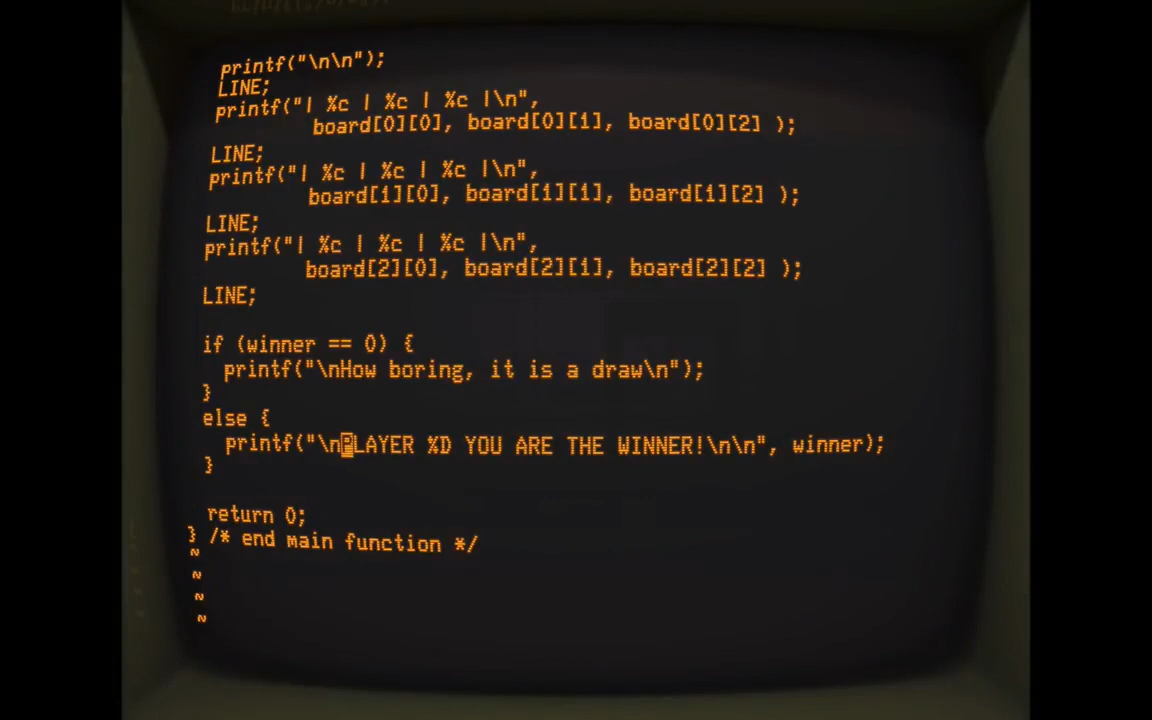 printf("\n\n");
LINE;
printf("| %c | %c | %c |\n",
board[0][0], board[0][1], board[0][2] );
LINE;
printf("| %c | %c | %c |\n",
board[1][0], board[1][1], board[1][2] );
LINE;
printf("| %c | %c | %c |\n",
board[2][0], board[2][1], board[2][2] );
LINE;
if (winner == 0) {
printf("\nHow boring, it is a draw\n");
}
else {
printf("\nPLAYER %D YOU ARE THE WINNER!\n\n", winner);
}
return 0;
} /* end main function */
~
~
~
~